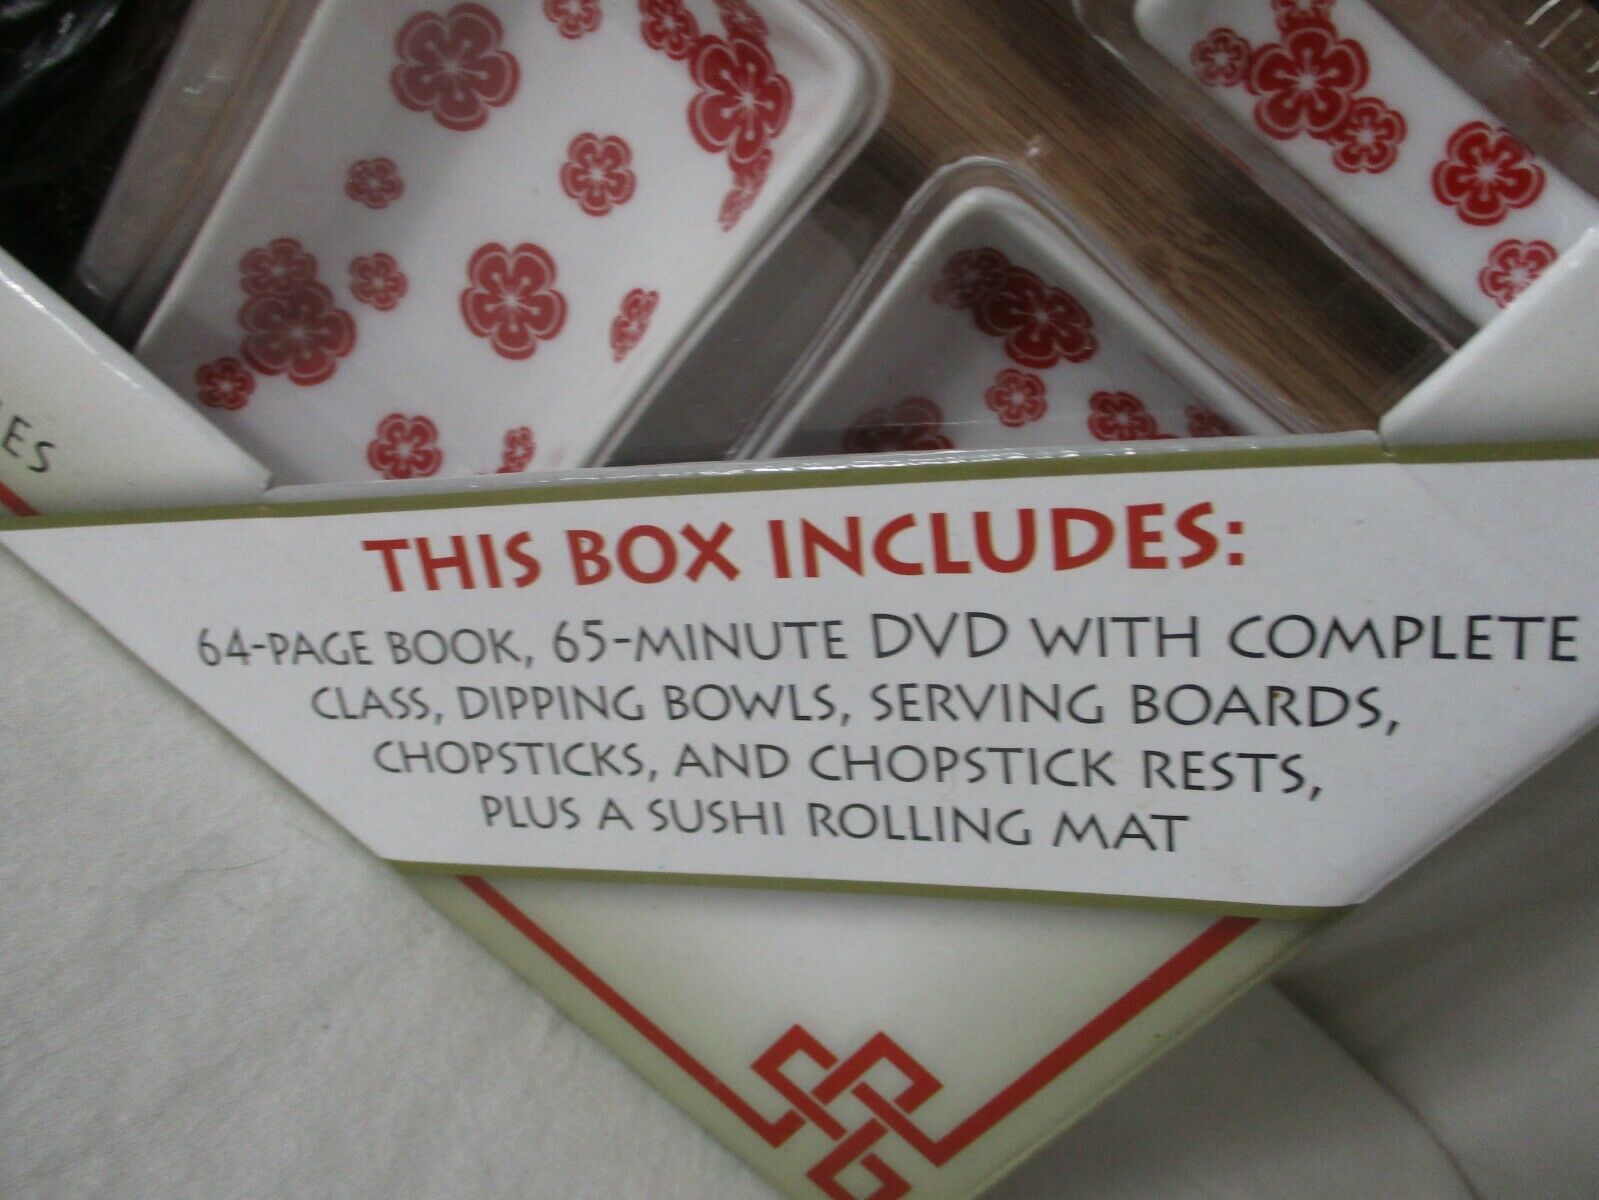 THIS BOX INCLUDES:
64-PAGE BOOK, 65-MINUTE DVD WITH COMPLETE
CLASS, DIPPING BOWLS, SERVING BOARDS,
CHOPSTICKS, AND CHOPSTICK RESTS,
PLUS A SUSHI ROLLING MAT